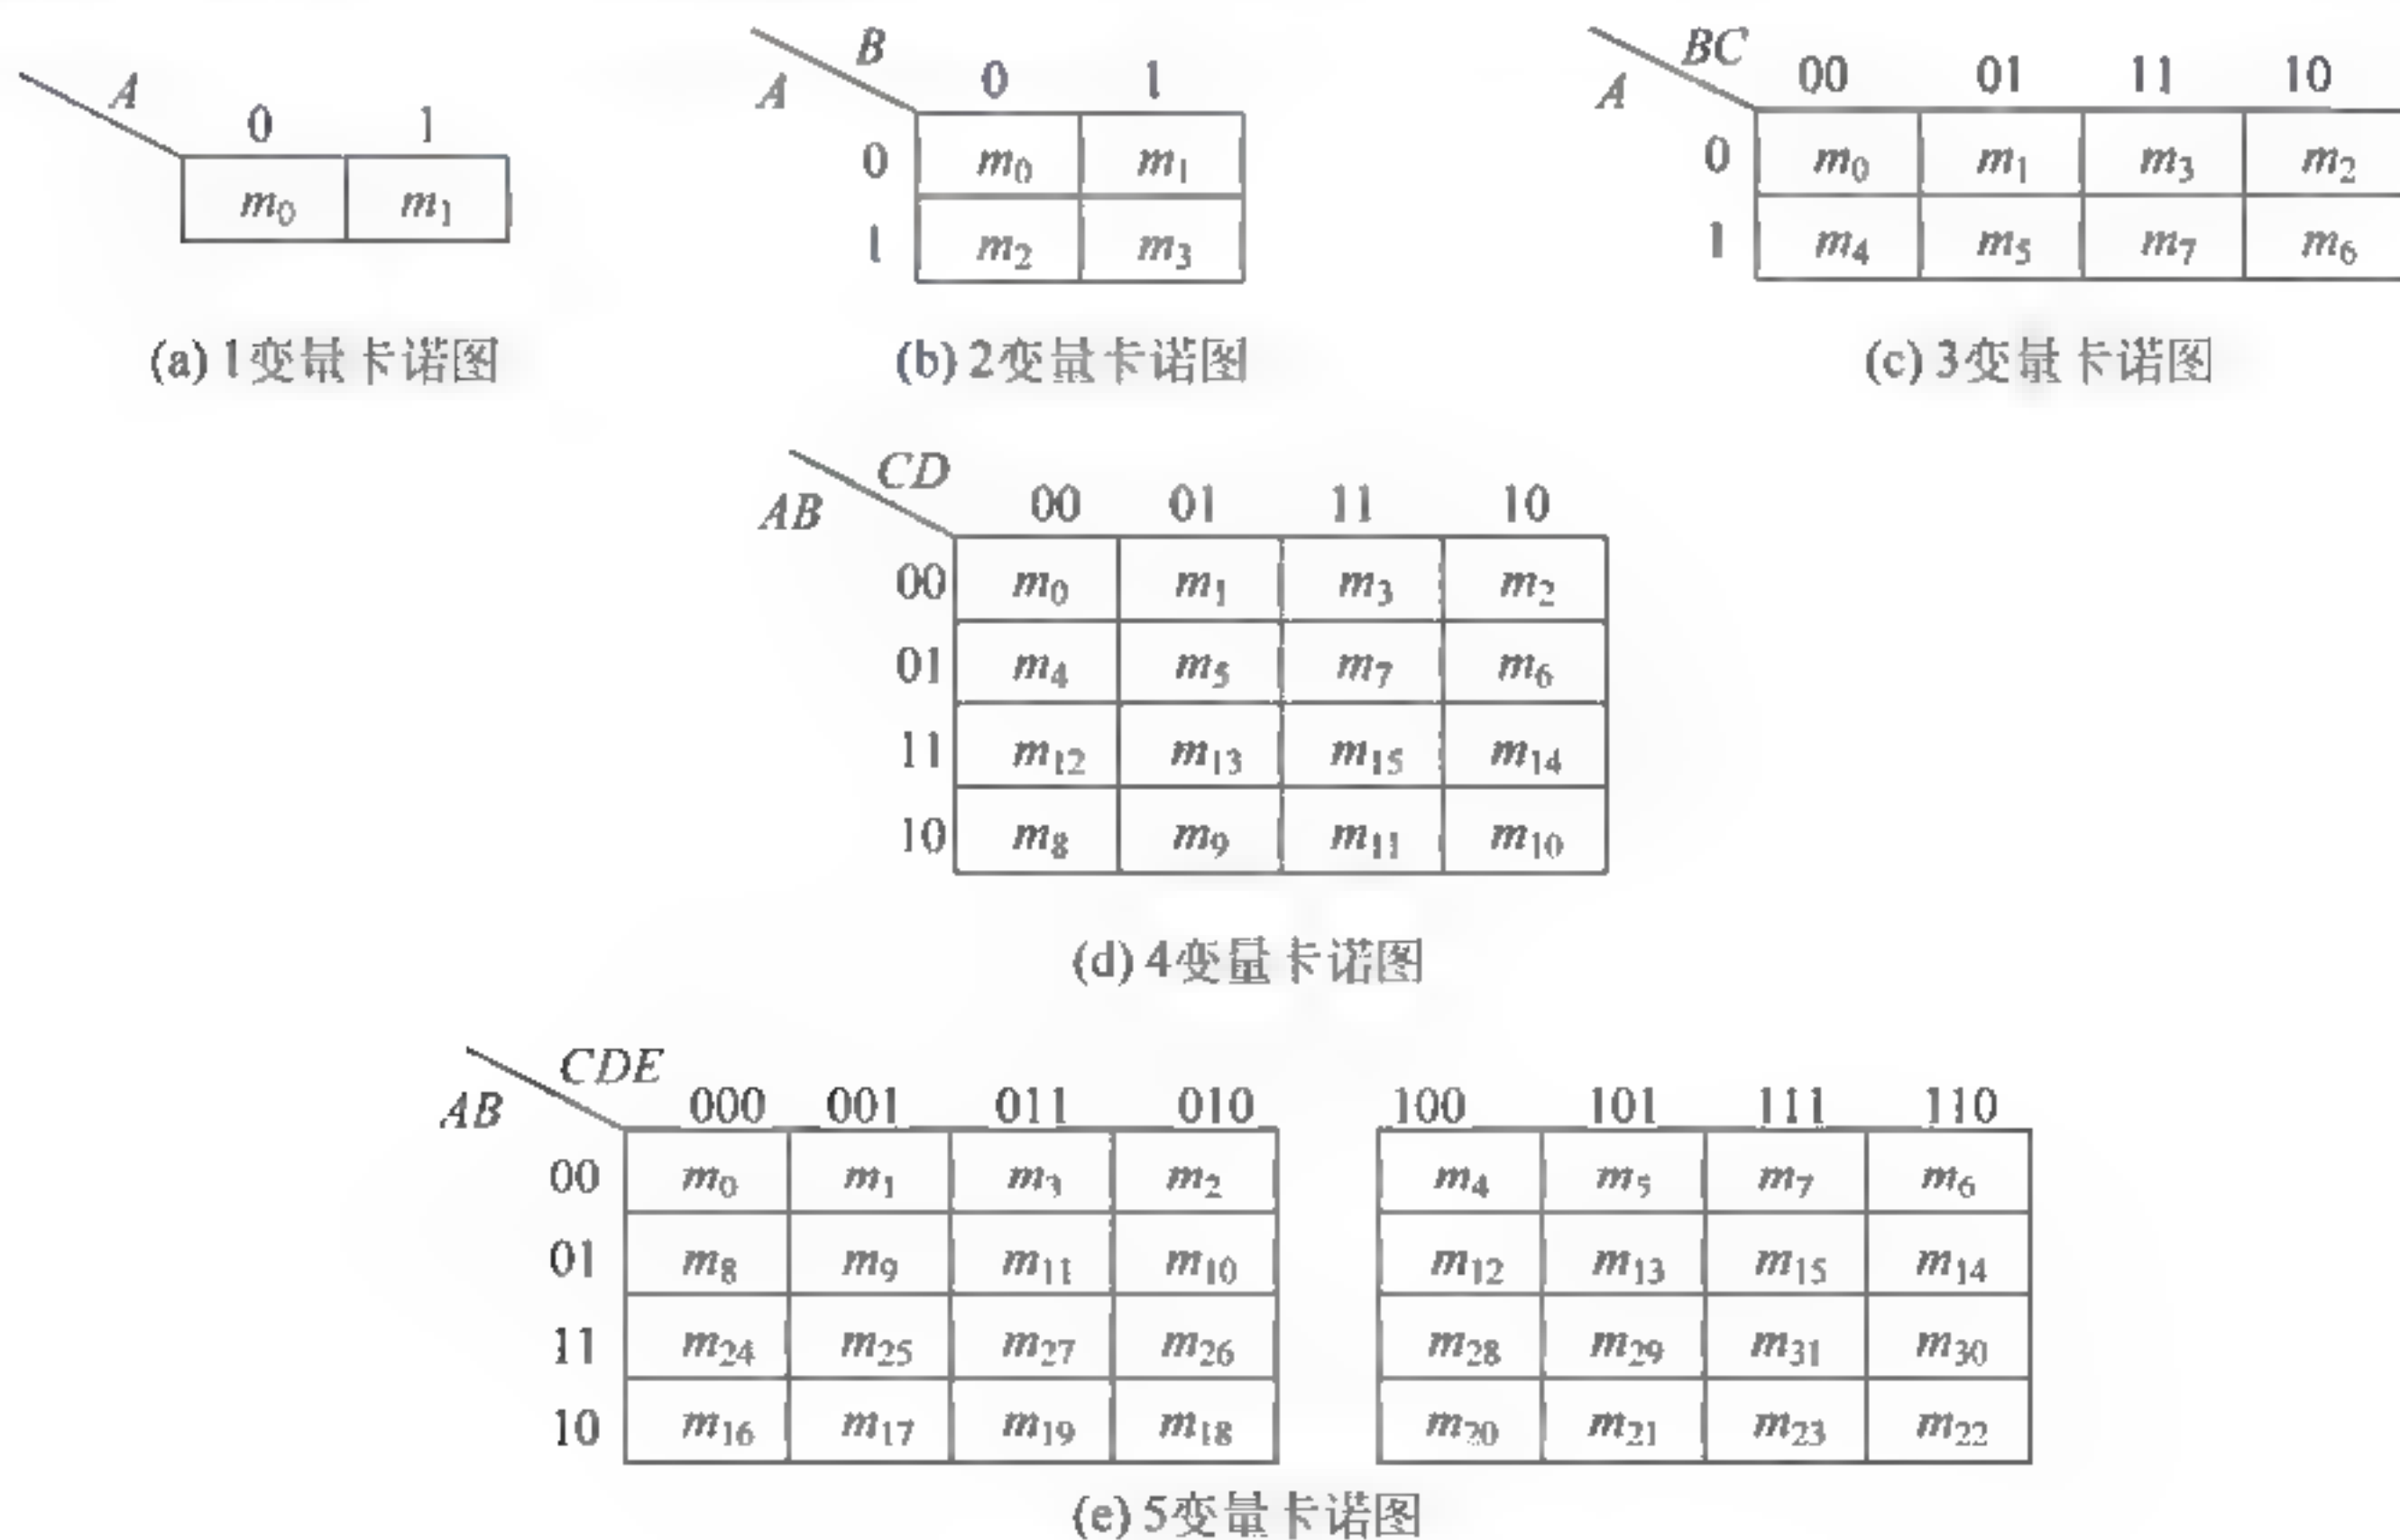 A 0 1
m0 m1
(a) 1变量卡诺图
B
A 0 1
0 m0 m1
1 m2 m3
(b) 2变量卡诺图
BC
A 00 01 11 10
0 m0 m1 m3 m2
1 m4 m5 m7 m6
(c) 3变量卡诺图
CD
AB 00 01 11 10
00 m0 m1 m3 m2
01 m4 m5 m7 m6
11 m12 m13 m15 m14
10 m8 m9 m11 m10
(d) 4变量卡诺图
CDE
AB 000 001 011 010 100 101 111 110
00 m0 m1 m3 m2 m4 m5 m7 m6
01 m8 m9 m11 m10 m12 m13 m15 m14
11 m24 m25 m27 m26 m28 m29 m31 m30
10 m16 m17 m19 m18 m20 m21 m23 m22
(e) 5变量卡诺图